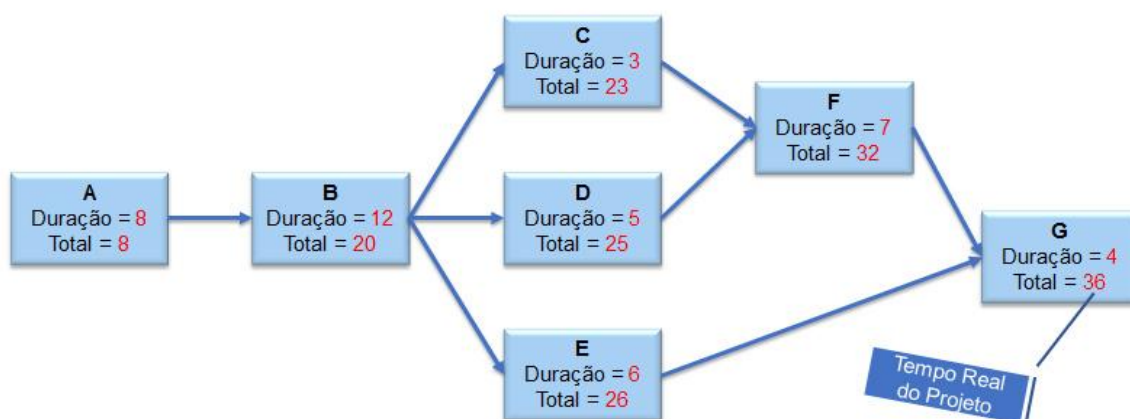 A
Duração = 8
Total = 8
B
Duração = 12
Total = 20
C
Duração = 3
Total = 23
D
Duração = 5
Total = 25
E
Duração = 6
Total = 26
F
Duração = 7
Total = 32
G
Duração = 4
Total = 36
Tempo Real
do Projeto